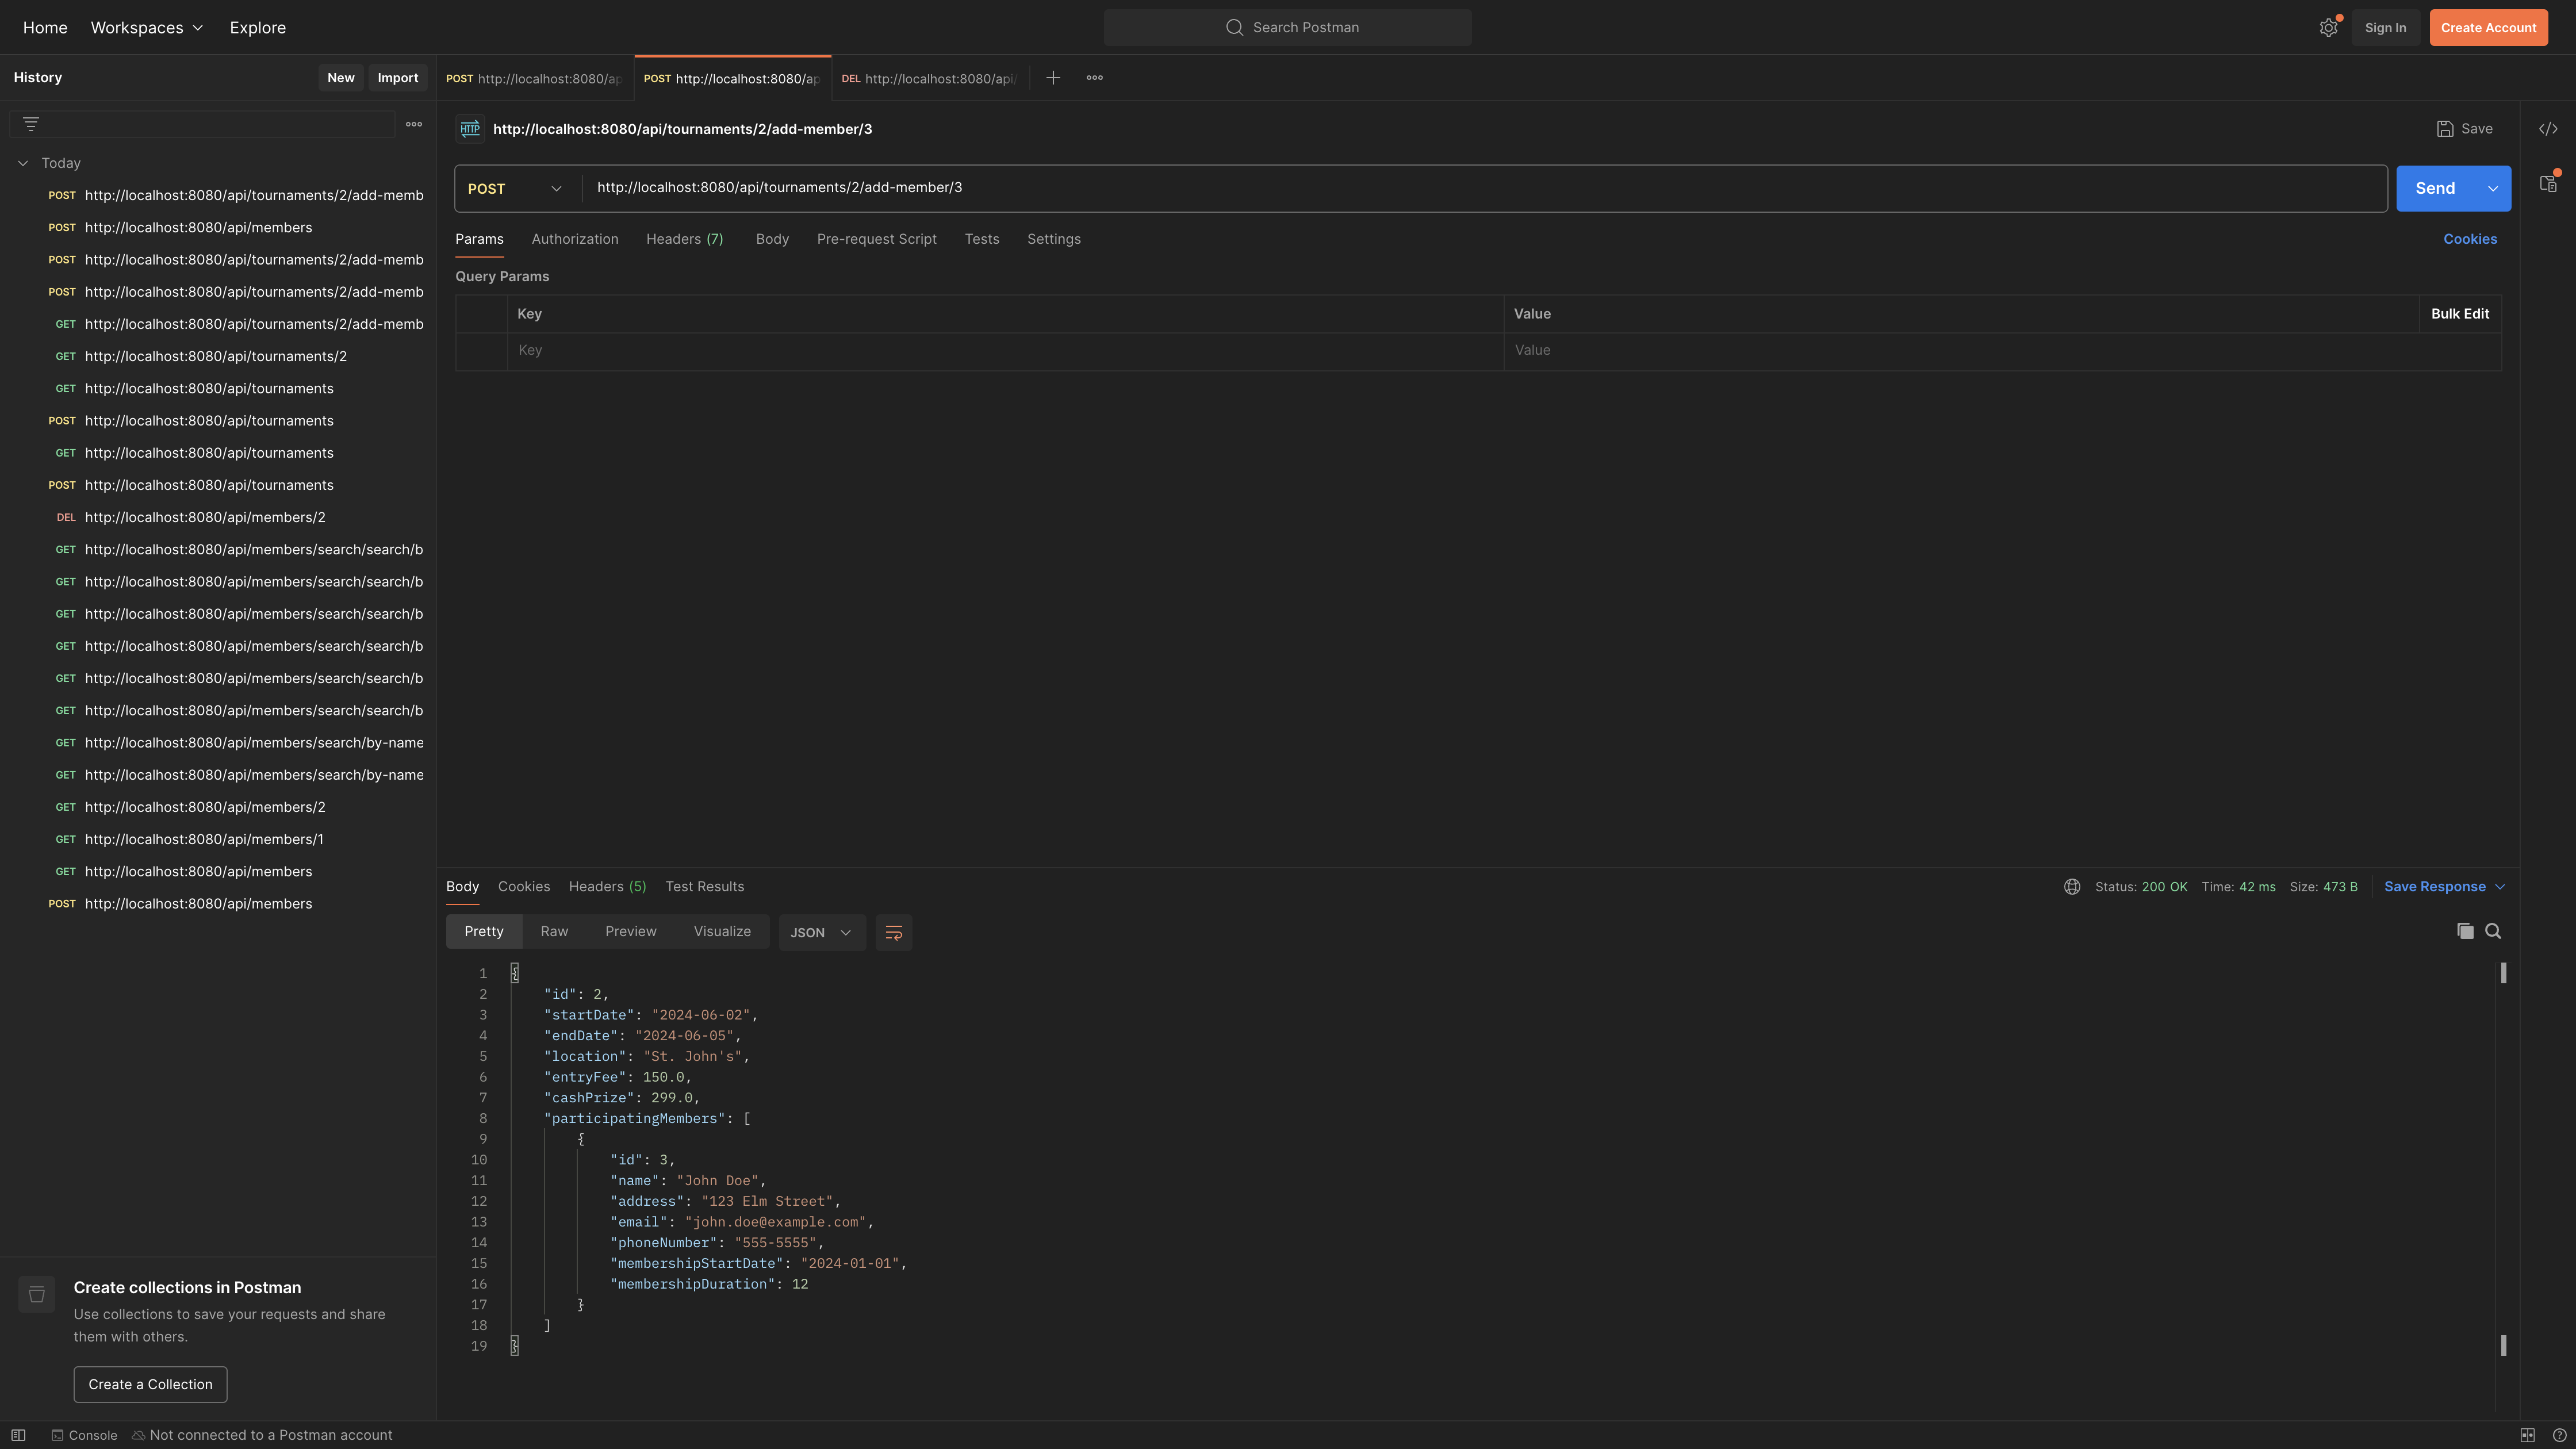 Home Workspaces Explore
Search Postman
Sign In Create Account
History New Import
POST http://localhost:8080/ap
POST http://localhost:8080/ap
DEL http://localhost:8080/api/
Today
POST http://localhost:8080/api/tournaments/2/add-memb
POST http://localhost:8080/api/members
POST http://localhost:8080/api/tournaments/2/add-memb
POST http://localhost:8080/api/tournaments/2/add-memb
GET http://localhost:8080/api/tournaments/2/add-memb
GET http://localhost:8080/api/tournaments/2
GET http://localhost:8080/api/tournaments
POST http://localhost:8080/api/tournaments
GET http://localhost:8080/api/tournaments
POST http://localhost:8080/api/tournaments
DEL http://localhost:8080/api/members/2
GET http://localhost:8080/api/members/search/search/b
GET http://localhost:8080/api/members/search/search/b
GET http://localhost:8080/api/members/search/search/b
GET http://localhost:8080/api/members/search/search/b
GET http://localhost:8080/api/members/search/search/b
GET http://localhost:8080/api/members/search/search/b
GET http://localhost:8080/api/members/search/by-name
GET http://localhost:8080/api/members/search/by-name
GET http://localhost:8080/api/members/2
GET http://localhost:8080/api/members/1
GET http://localhost:8080/api/members
POST http://localhost:8080/api/members
Create collections in Postman
Use collections to save your requests and share
them with others.
Create a Collection
HTTP http://localhost:8080/api/tournaments/2/add-member/3
Save
POST http://localhost:8080/api/tournaments/2/add-member/3
Send
Params Authorization Headers (7) Body Pre-request Script Tests Settings
Cookies
Query Params
Key Value Bulk Edit
Key Value
Body Cookies Headers (5) Test Results
Status: 200 OK Time: 42 ms Size: 473 B Save Response
Pretty Raw Preview Visualize JSON
1 {
2 "id": 2,
3 "startDate": "2024-06-02",
4 "endDate": "2024-06-05",
5 "location": "St. John's",
6 "entryFee": 150.0,
7 "cashPrize": 299.0,
8 "participatingMembers": [
9 {
10 "id": 3,
11 "name": "John Doe",
12 "address": "123 Elm Street",
13 "email": "john.doe@example.com",
14 "phoneNumber": "555-5555",
15 "membershipStartDate": "2024-01-01",
16 "membershipDuration": 12
17 }
18 ]
19 }
Console Not connected to a Postman account